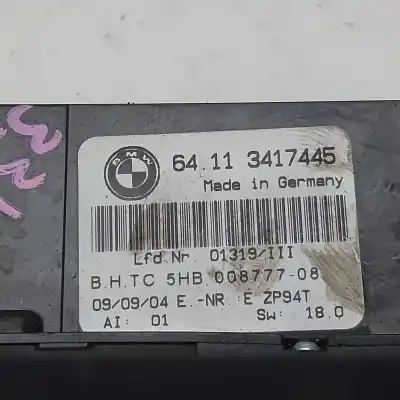 BMW
64.11 3417445
Made in Germany
Lfd.Nr. 01319/III
B.H.TC 5HB 008777-08
09/09/04 E.-NR. E ZP94T
AI: 01 SW: 18.0